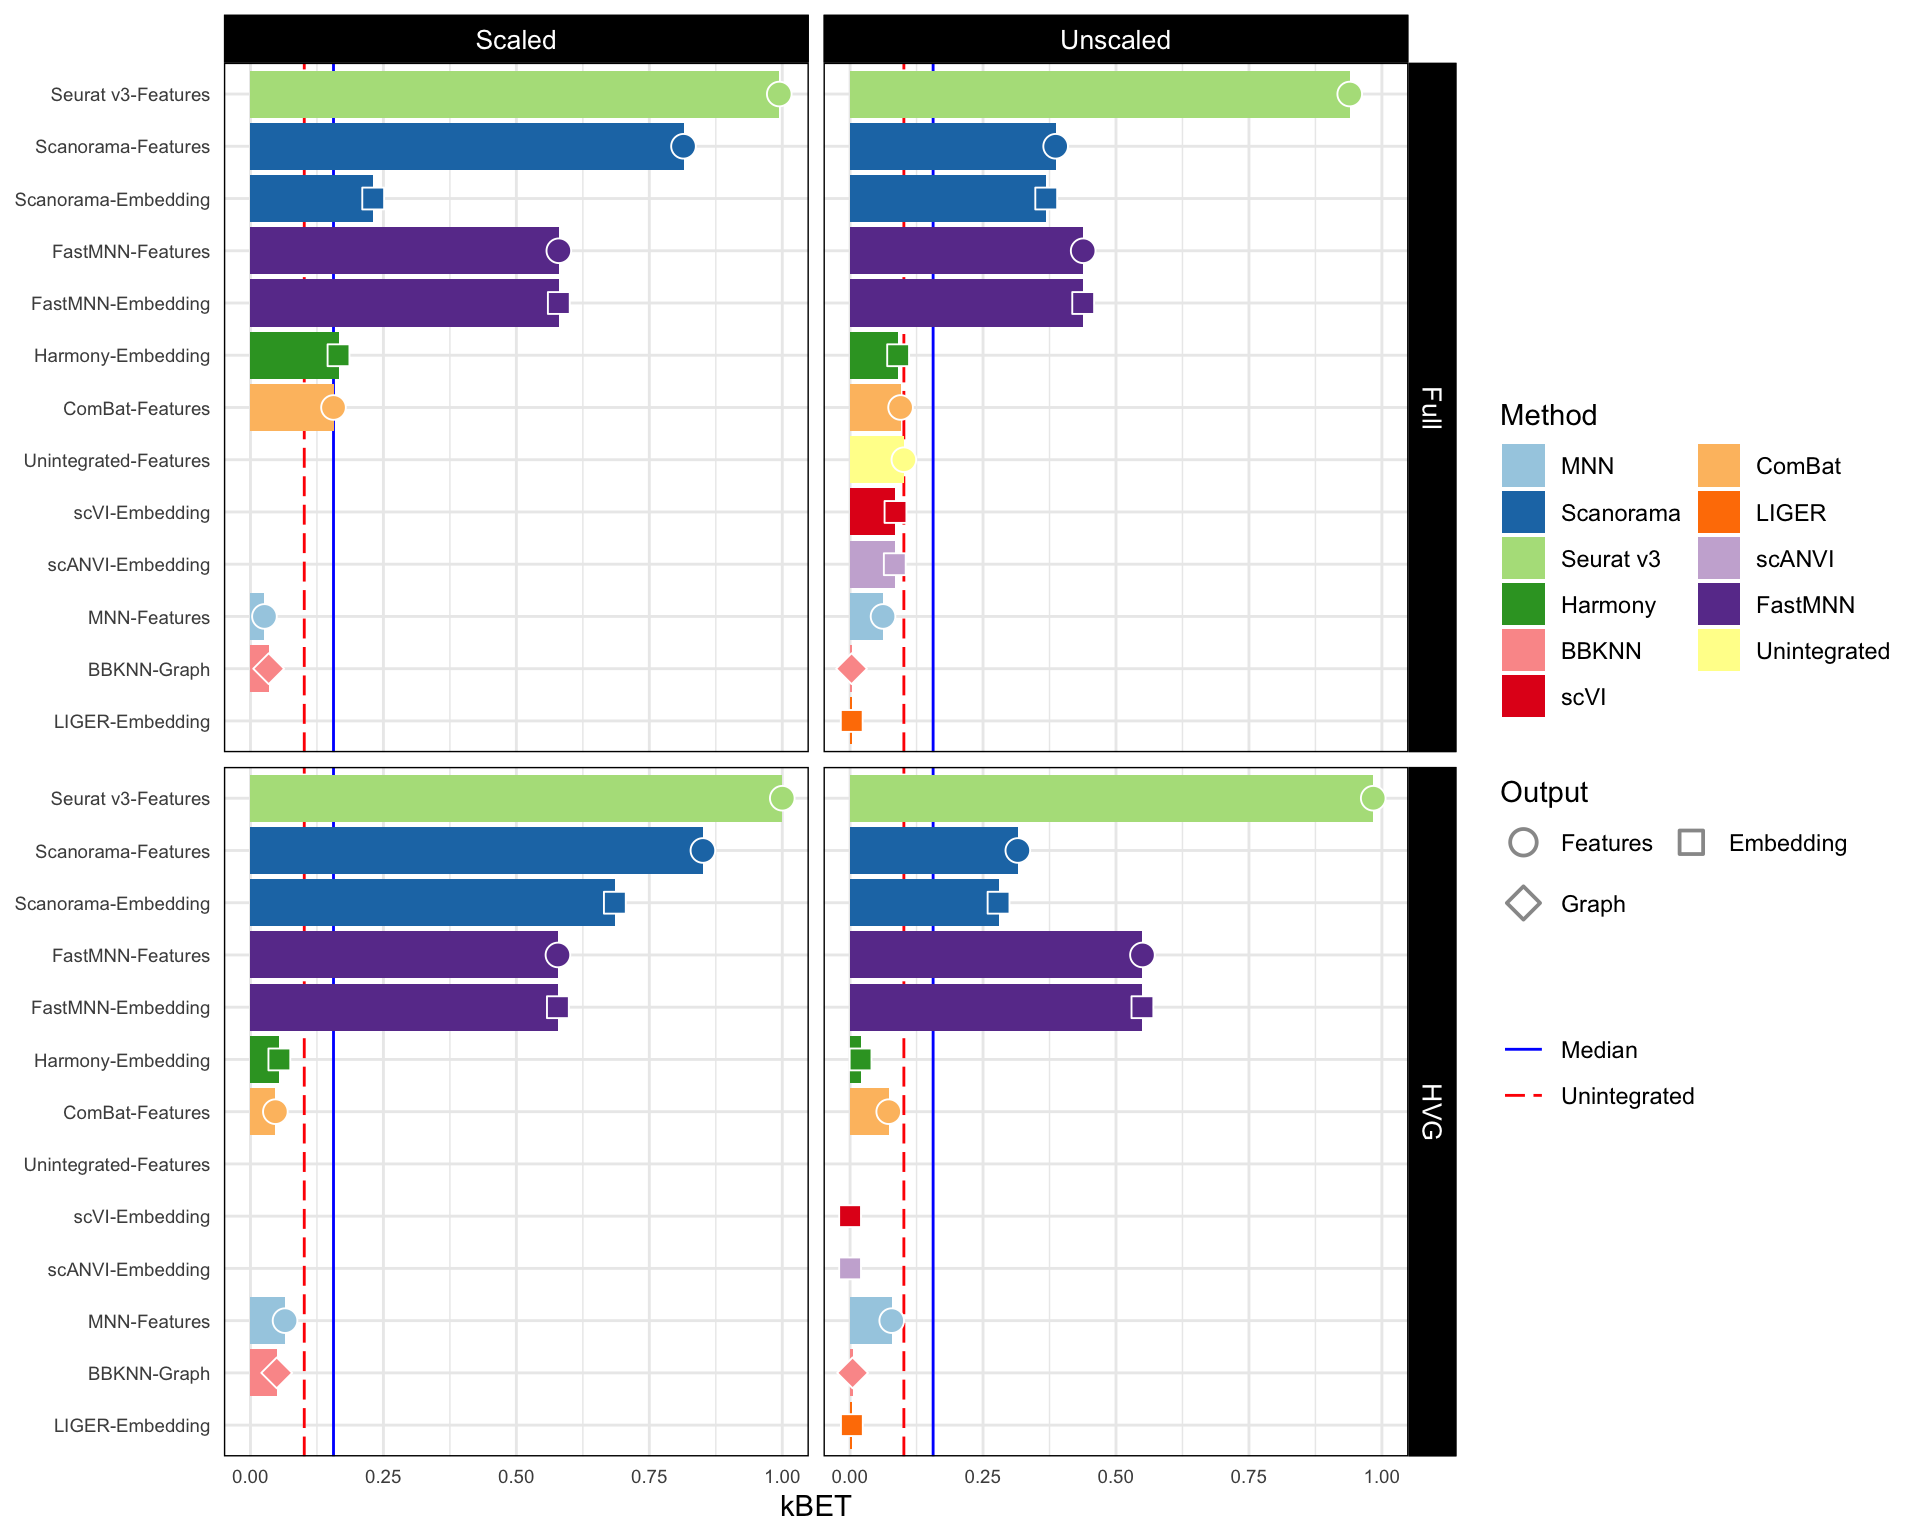 Scaled
Unscaled
Seurat v3-Features
Scanorama-Features
Scanorama-Embedding
FastMNN-Features
FastMNN-Embedding
Harmony-Embedding
ComBat-Features
Unintegrated-Features
scVI-Embedding
scANVI-Embedding
MNN-Features
BBKNN-Graph
LIGER-Embedding
Full
Seurat v3-Features
Scanorama-Features
Scanorama-Embedding
FastMNN-Features
FastMNN-Embedding
Harmony-Embedding
ComBat-Features
Unintegrated-Features
scVI-Embedding
scANVI-Embedding
MNN-Features
BBKNN-Graph
LIGER-Embedding
HVG
0.00 0.25 0.50 0.75 1.00
0.00 0.25 0.50 0.75 1.00
kBET
Method
MNN
Scanorama
Seurat v3
Harmony
BBKNN
scVI
ComBat
LIGER
scANVI
FastMNN
Unintegrated
Output
Features
Embedding
Graph
Median
Unintegrated